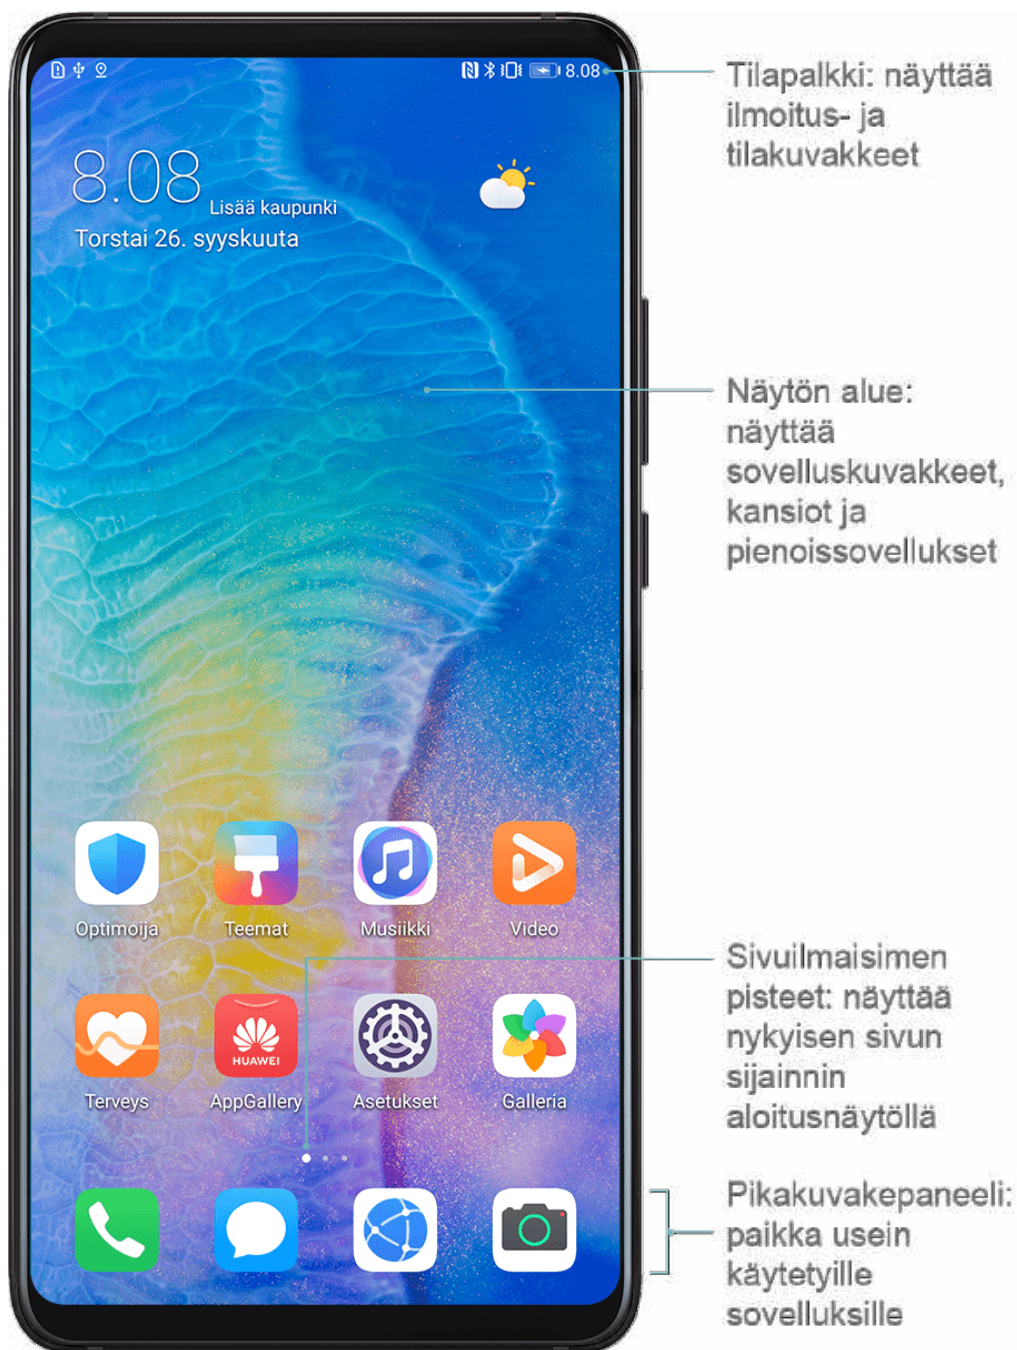 8.08
Tilapalkki: näyttää
ilmoitus- ja
tilakuvakkeet
8.08
Lisää kaupunki
Torstai 26. syyskuuta
Näytön alue:
näyttää
sovelluskuvakkeet,
kansiot ja
pienoissovellukset
Optimoija Teemat Musiikki Video
Sivuilmaisimen
pisteet: näyttää
nykyisen sivun
sijainnin
aloitusnäytöllä
HUAWEI
Terveys AppGallery Asetukset Galleria
Pikakuvakepaneeli:
paikka usein
käytetyille
sovelluksille